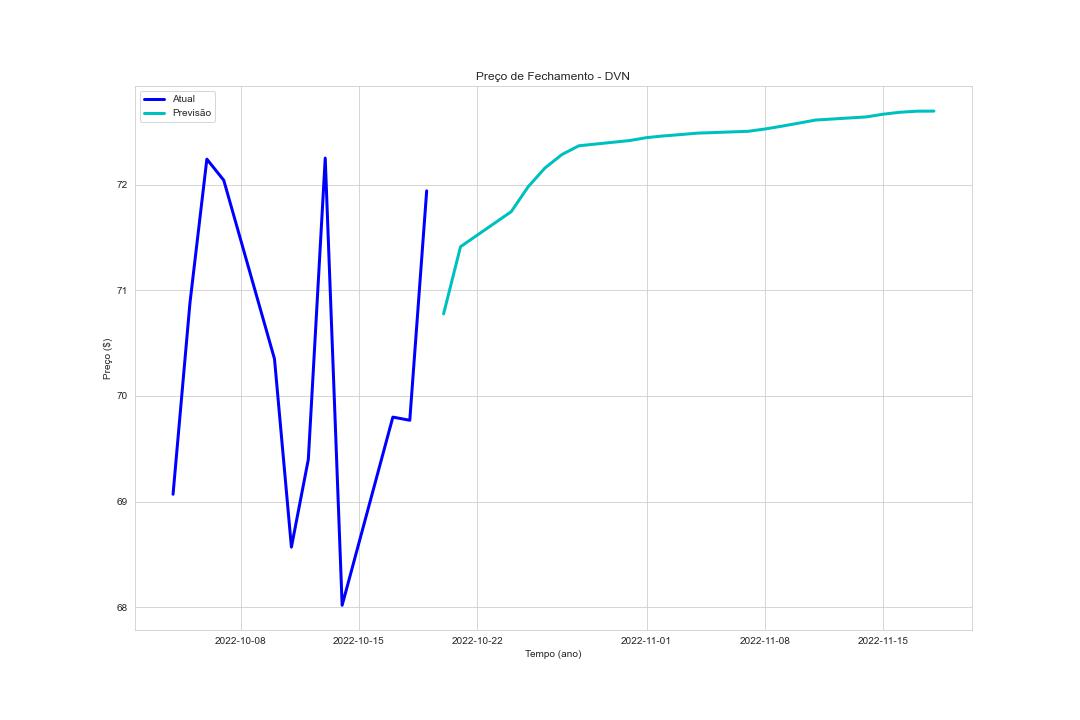 Preço de Fechamento - DVN
Atual
Previsão
72
71
70
69
68
Preço ($)
2022-10-08
2022-10-15
2022-10-22
2022-11-01
2022-11-08
2022-11-15
Tempo (ano)